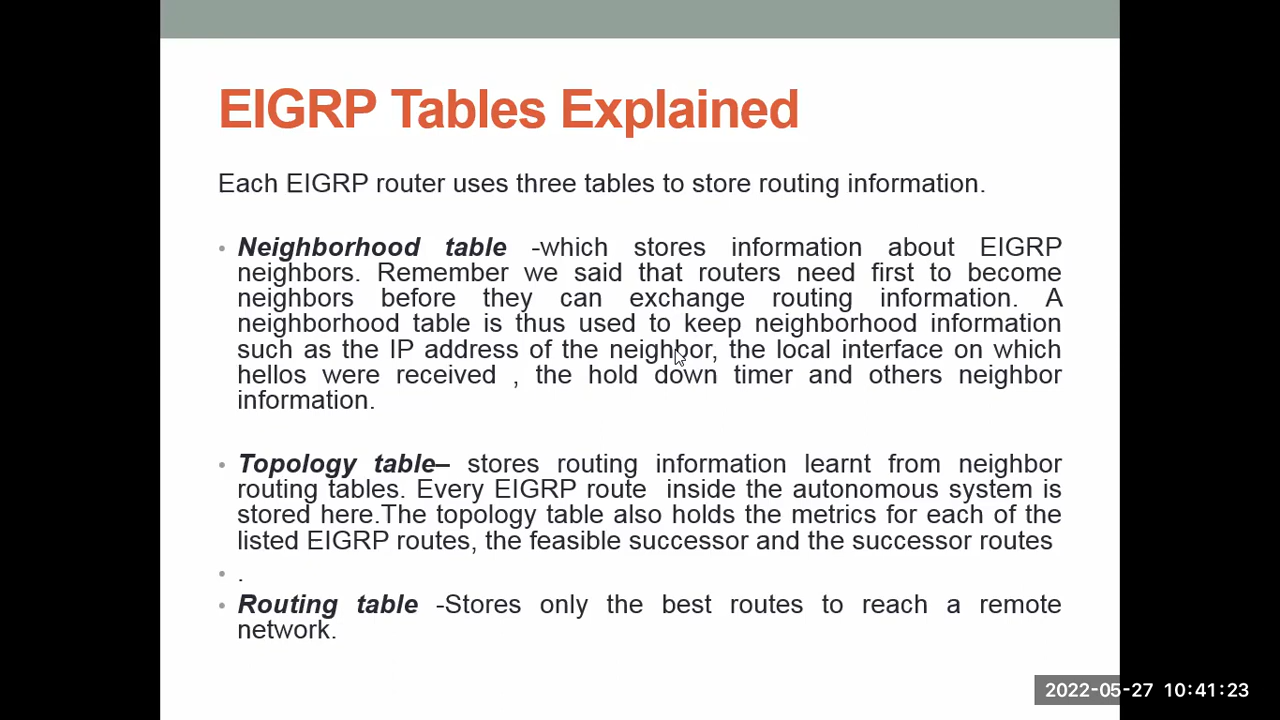 EIGRP Tables Explained
Each EIGRP router uses three tables to store routing information.
• Neighborhood table -which stores information about EIGRP
neighbors. Remember we said that routers need first to become
neighbors before they can exchange routing information. A
neighborhood table is thus used to keep neighborhood information
such as the IP address of the neighbor, the local interface on which
hellos were received , the hold down timer and others neighbor
information.
• Topology table– stores routing information learnt from neighbor
routing tables. Every EIGRP route  inside the autonomous system is
stored here.The topology table also holds the metrics for each of the
listed EIGRP routes, the feasible successor and the successor routes
• .
• Routing table -Stores only the best routes to reach a remote
network.
2022-05-27 10:41:23